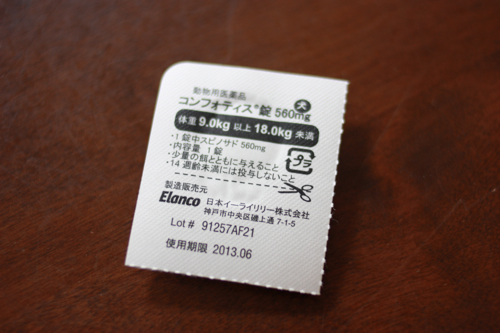 動物用医薬品
コンフォティス®錠 560mg 犬
体重 9.0kg 以上 18.0kg 未満
・1 錠中スピノサド 560mg
・内容量 1 錠
・少量の餌とともに与えること
・14 週齢未満には投与しないこと
プラ
製造販売元
Elanco 日本イーライリリー株式会社
神戸市中央区磯上通 7-1-5
Lot # 91257AF21
使用期限 2013.06